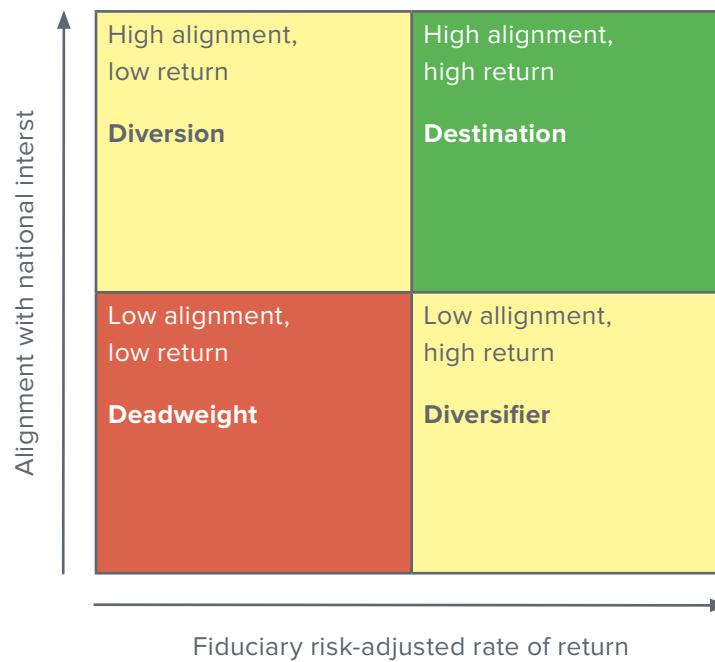 Alignment with national interst
High alignment,
low return
Diversion
High alignment,
high return
Destination
Low alignment,
low return
Deadweight
Low allignment,
high return
Diversifier
Fiduciary risk-adjusted rate of return